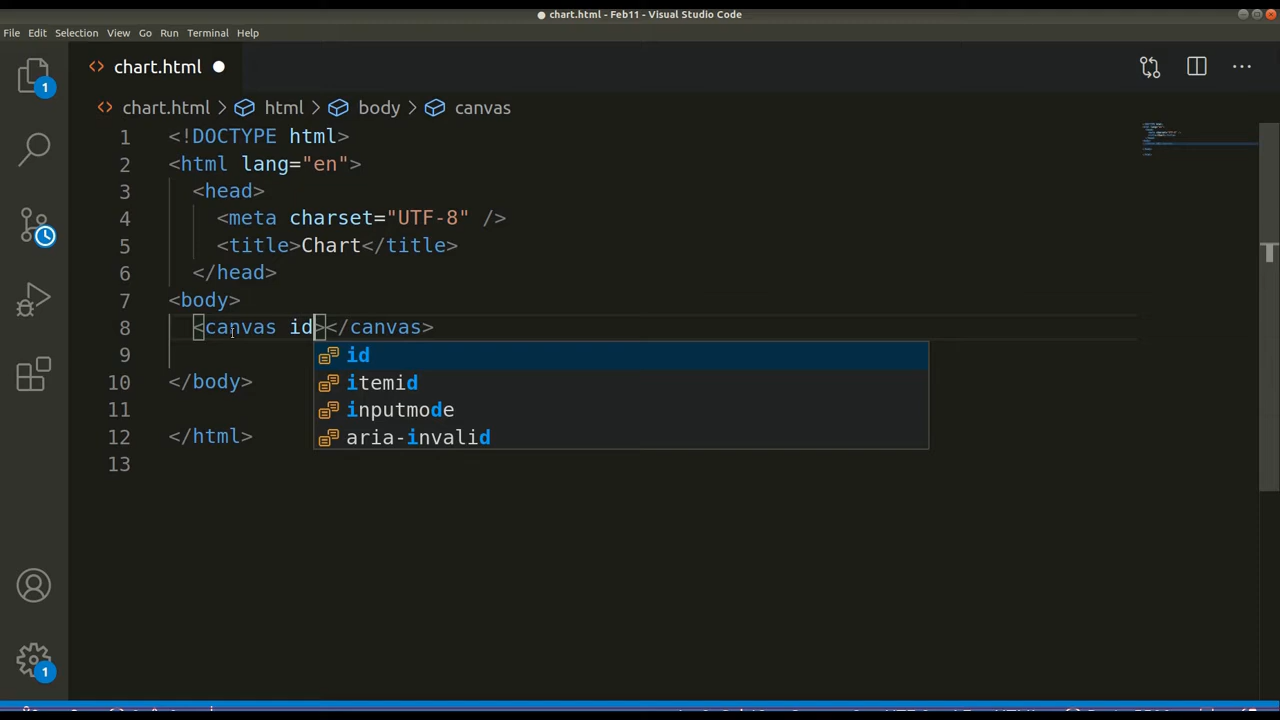 chart.html - Feb11 - Visual Studio Code
File Edit Selection View Go Run Terminal Help
chart.html
chart.html > html > body > canvas
1 <!DOCTYPE html>
2 <html lang="en">
3 <head>
4 <meta charset="UTF-8" />
5 <title>Chart</title>
6 </head>
7 <body>
8 <canvas id></canvas>
9
10 </body>
11
12 </html>
13
id
itemid
inputmode
aria-invalid
1
1